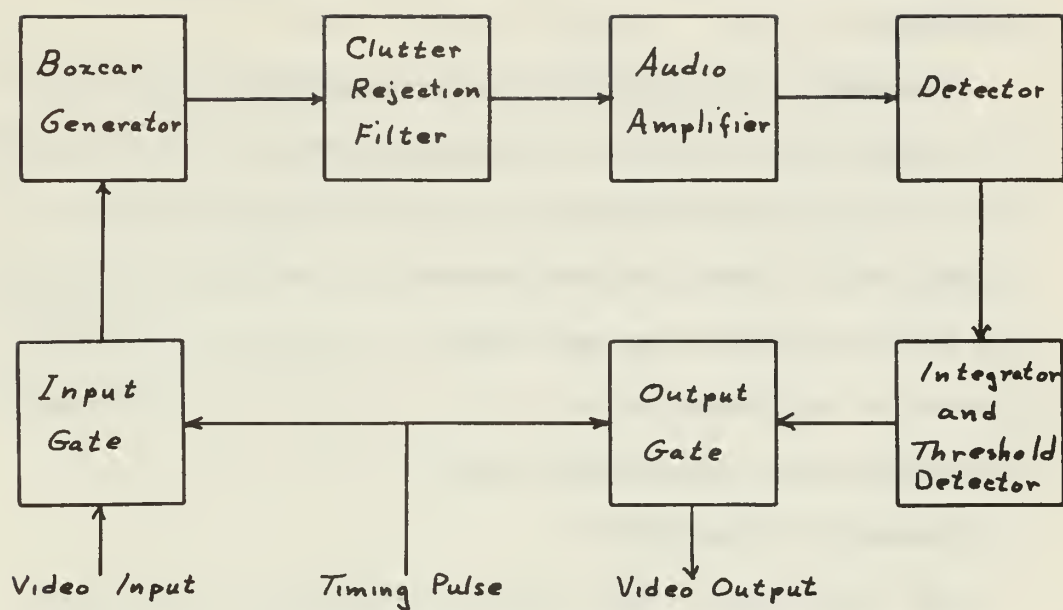 Boxcar
Generator
Clutter
Rejection
Filter
Audio
Amplifier
Detector
Input
Gate
Output
Gate
Integrator
and
Threshold
Detector
Video Input
Timing Pulse
Video Output